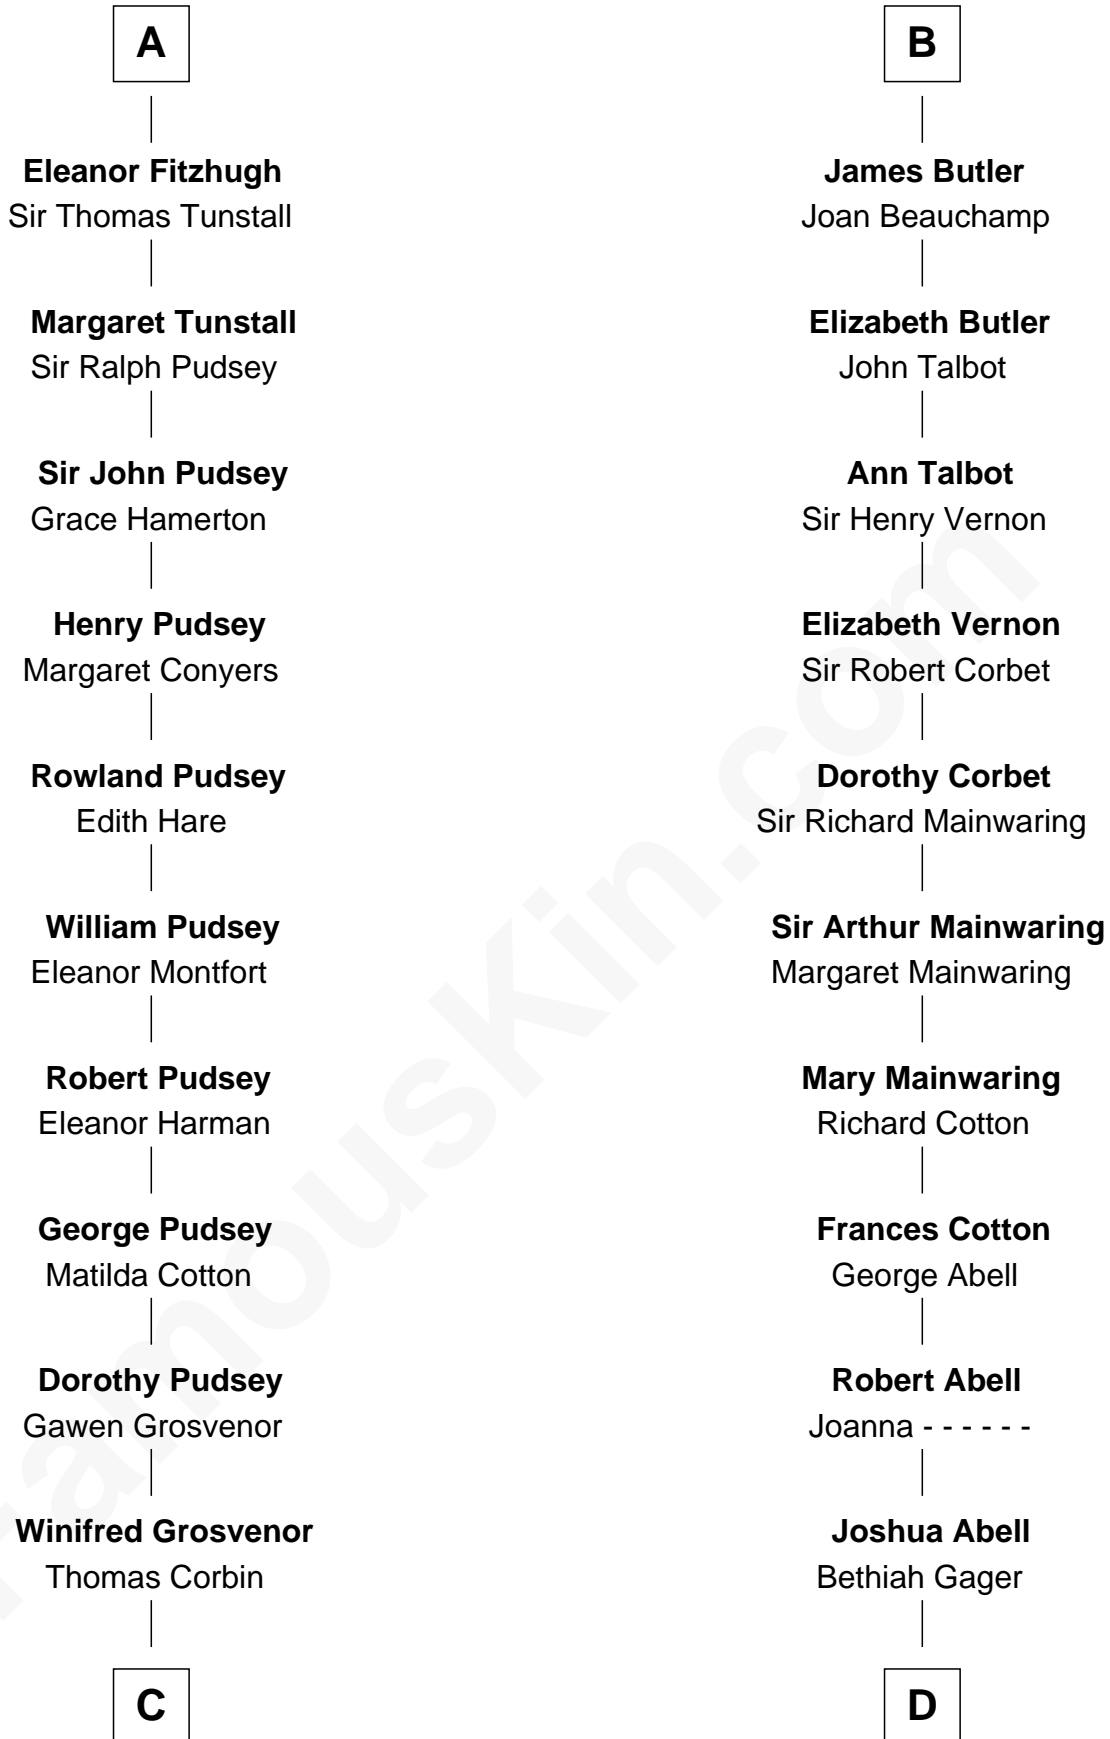 A
Eleanor Fitzhugh
Sir Thomas Tunstall
Margaret Tunstall
Sir Ralph Pudsey
Sir John Pudsey
Grace Hamerton
Henry Pudsey
Margaret Conyers
Rowland Pudsey
Edith Hare
William Pudsey
Eleanor Montfort
Robert Pudsey
Eleanor Harman
George Pudsey
Matilda Cotton
Dorothy Pudsey
Gawen Grosvenor
Winifred Grosvenor
Thomas Corbin
C
B
James Butler
Joan Beauchamp
Elizabeth Butler
John Talbot
Ann Talbot
Sir Henry Vernon
Elizabeth Vernon
Sir Robert Corbet
Dorothy Corbet
Sir Richard Mainwaring
Sir Arthur Mainwaring
Margaret Mainwaring
Mary Mainwaring
Richard Cotton
Frances Cotton
George Abell
Robert Abell
Joanna - - - - - -
Joshua Abell
Bethiah Gager
D
FamousKin.com